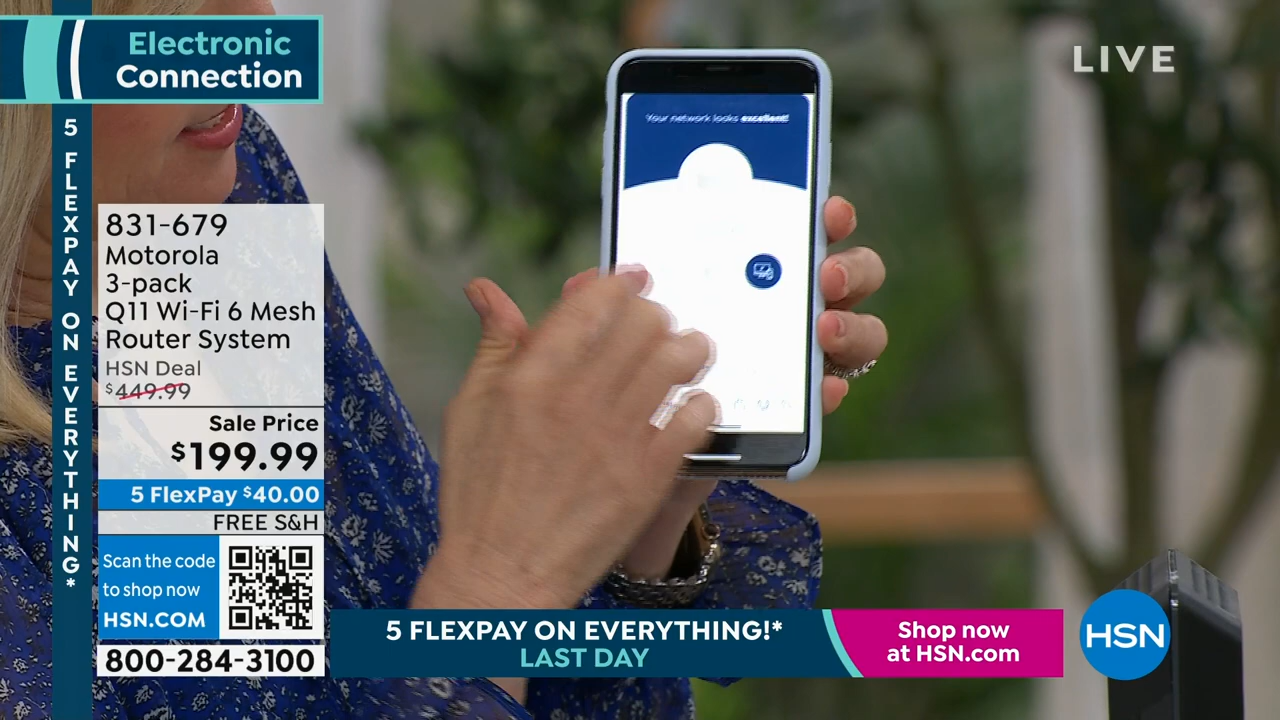 Electronic
Connection
LIVE
Your network looks excellent!
5 FLEXPAY ON EVERYTHING*
831-679
Motorola
3-pack
Q11 Wi-Fi 6 Mesh
Router System
HSN Deal
$449.99
Sale Price
$199.99
5 FlexPay $40.00
FREE S&H
Scan the code
to shop now
HSN.COM
800-284-3100
5 FLEXPAY ON EVERYTHING!*
LAST DAY
Shop now
at HSN.com
HSN